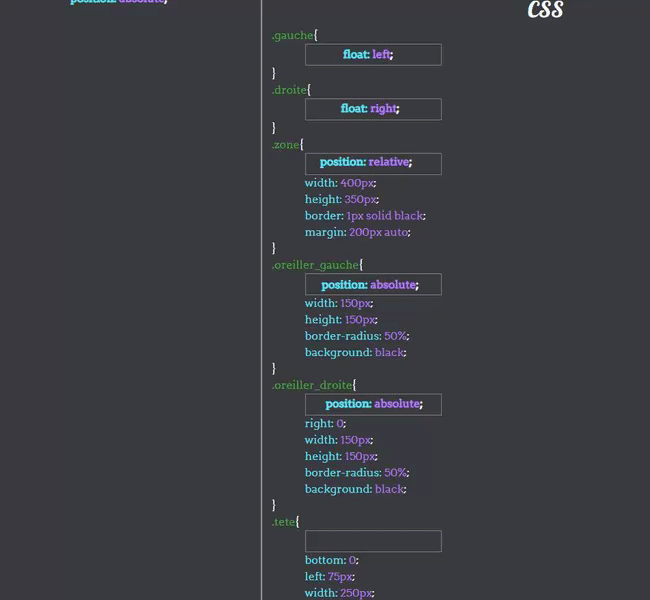 position: absolute;
CSS
.gauche{
float: left;
}
.droite{
float: right;
}
.zone{
position: relative;
width: 400px;
height: 350px;
border: 1px solid black;
margin: 200px auto;
}
.oreiller_gauche{
position: absolute;
width: 150px;
height: 150px;
border-radius: 50%;
background: black;
}
.oreiller_droite{
position: absolute;
right: 0;
width: 150px;
height: 150px;
border-radius: 50%;
background: black;
}
.tete{
bottom: 0;
left: 75px;
width: 250px;